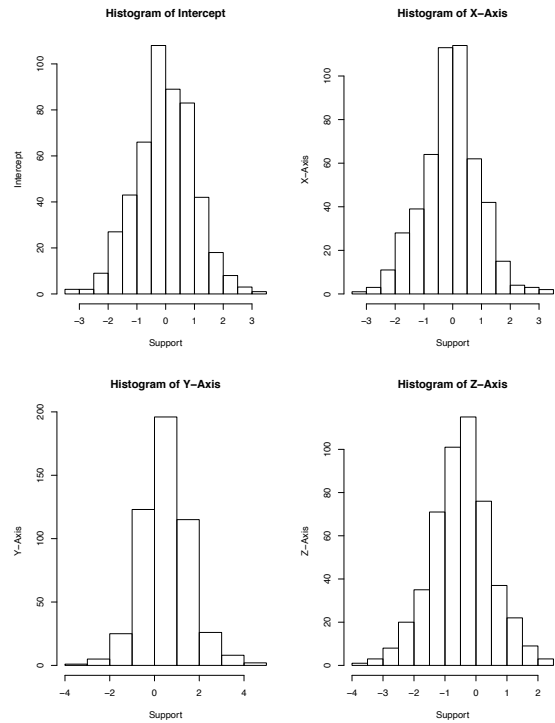 Histogram of Intercept
Intercept
0 20 40 60 80 100
−3 −2 −1 0 1 2 3
Support
Histogram of X−Axis
X−Axis
0 20 40 60 80 100
−3 −2 −1 0 1 2 3
Support
Histogram of Y−Axis
Y−Axis
0 50 100 150 200
−4 −2 0 2 4
Support
Histogram of Z−Axis
Z−Axis
0 20 40 60 80 100
−4 −3 −2 −1 0 1 2
Support